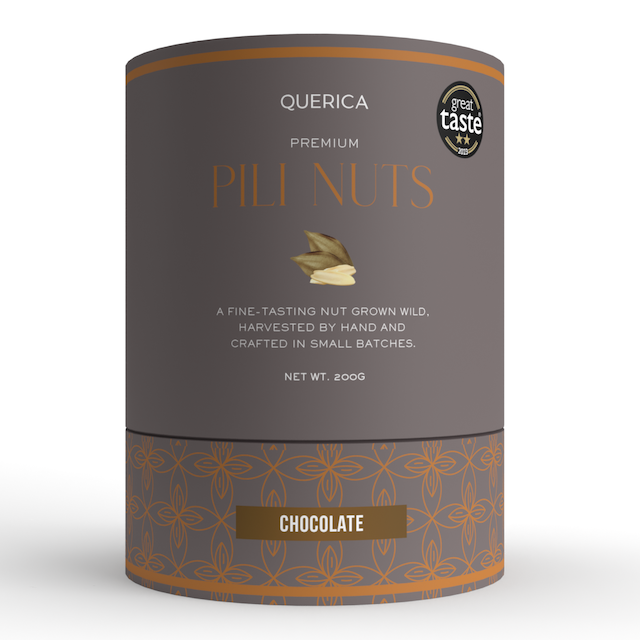 QUERICA
great
taste
2023
PREMIUM
PILI NUTS
A FINE-TASTING NUT GROWN WILD,
HARVESTED BY HAND AND
CRAFTED IN SMALL BATCHES.
NET WT. 200G
CHOCOLATE